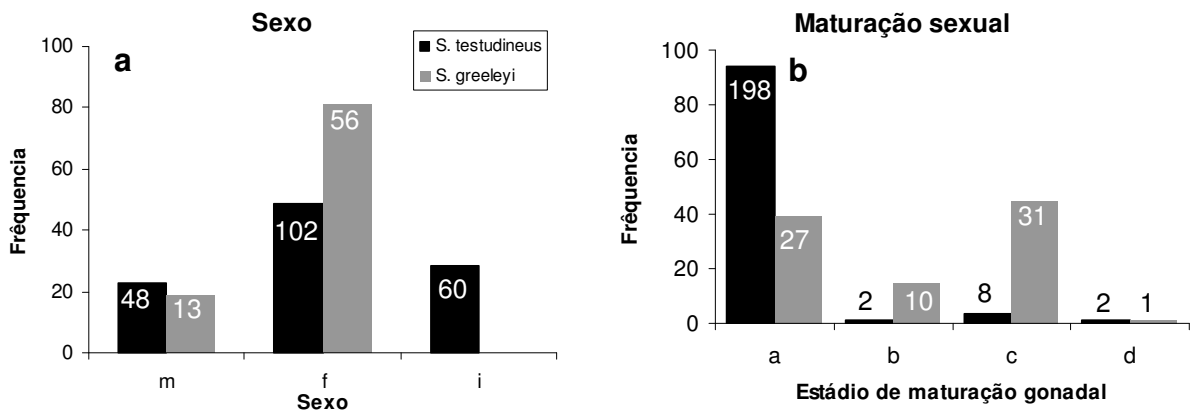 Sexo
a
S. testudineus
S. greeleyi
100
80
60
40
20
0
Frêquencia
48
13
102
56
60
m f i
Sexo
Maturação sexual
b
100
80
60
40
20
0
Frêquencia
198
27
2
10
8
31
2
1
a b c d
Estádio de maturação gonadal